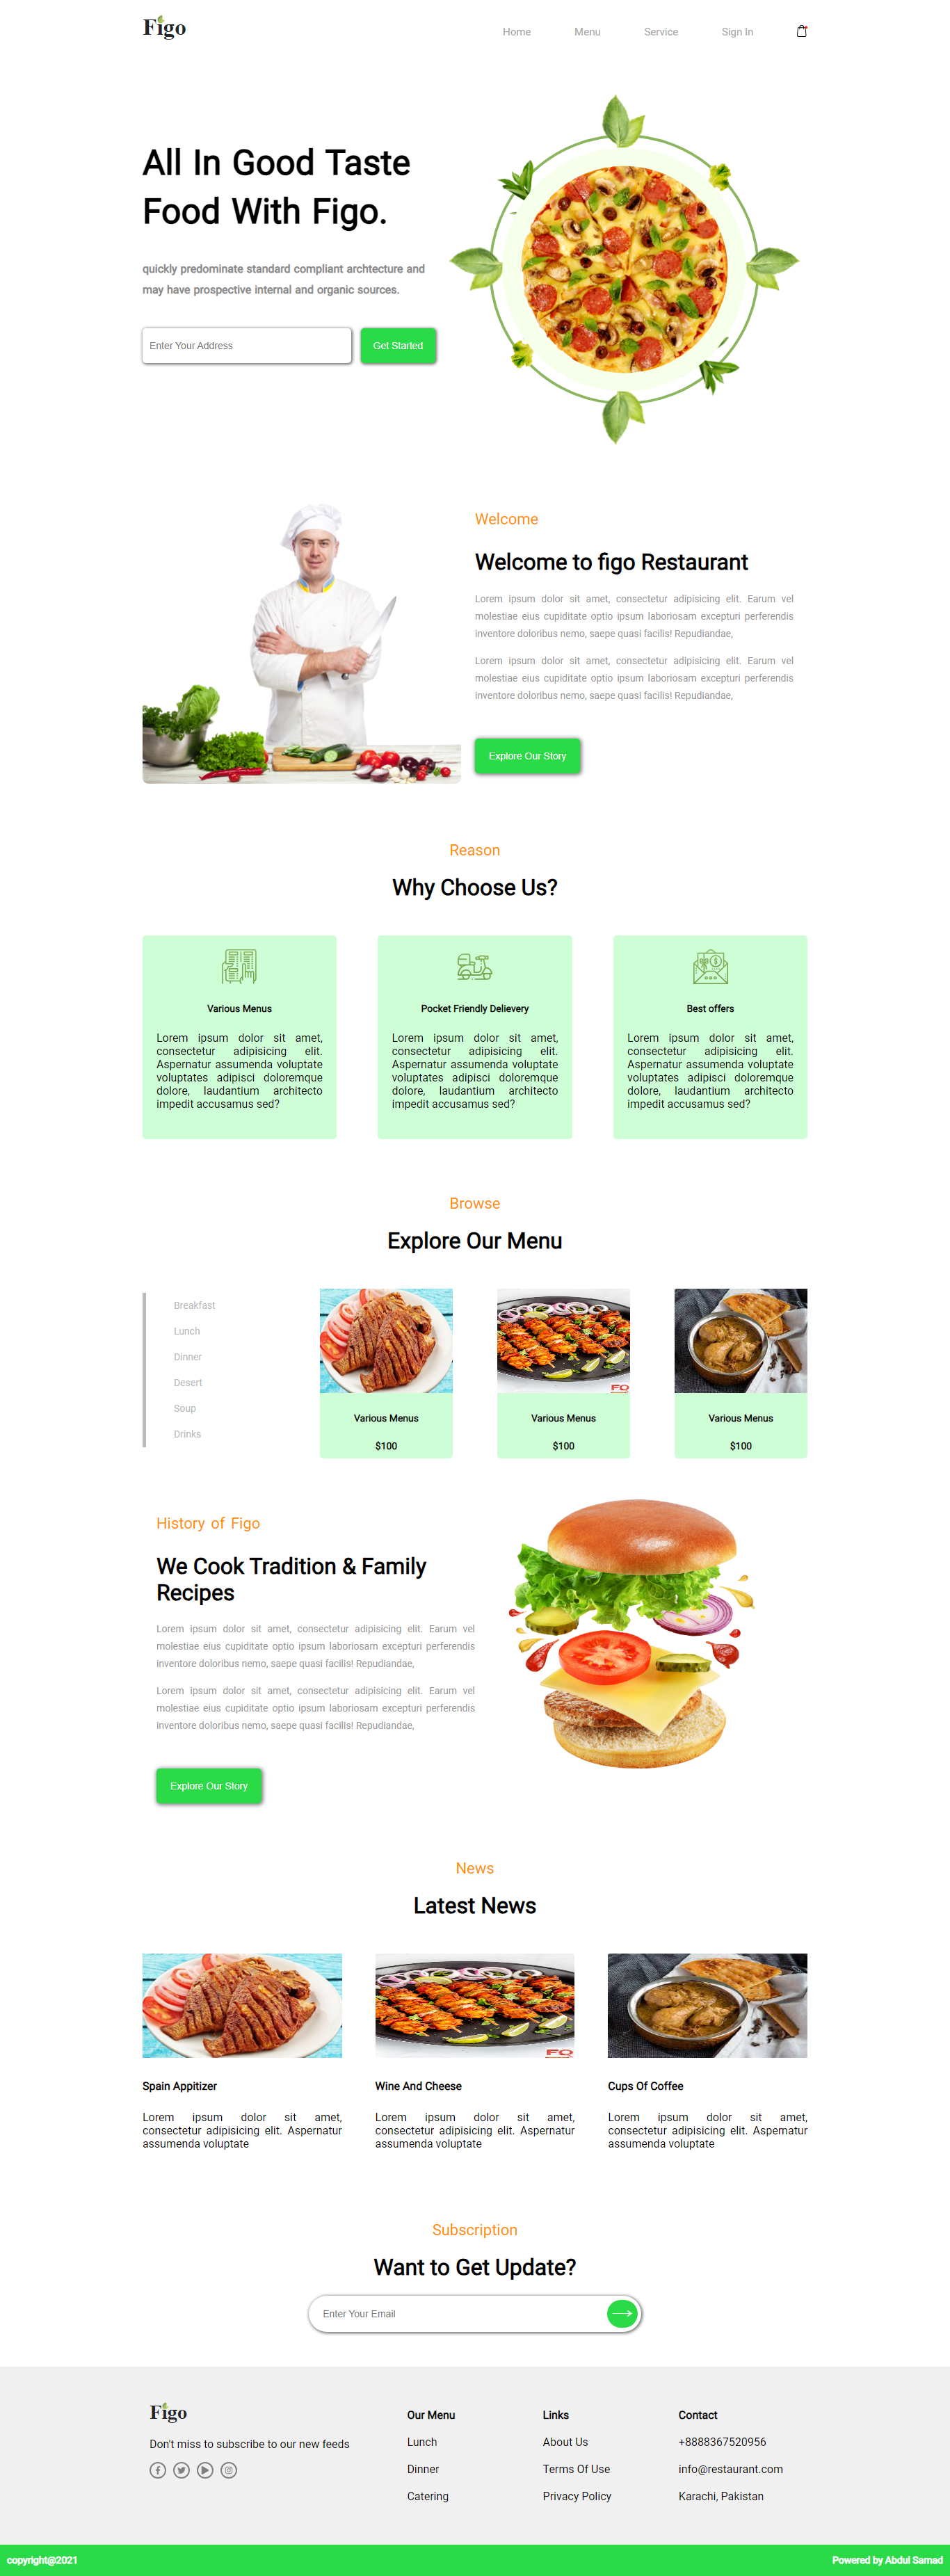 Figo
Home
Menu
Service
Sign In
All In Good Taste
Food With Figo.
quickly predominate standard compliant archtecture and
may have prospective internal and organic sources.
Enter Your Address
Get Started
Welcome
Welcome to figo Restaurant
Lorem ipsum dolor sit amet, consectetur adipisicing elit. Earum vel
molestiae eius cupiditate optio ipsum laboriosam excepturi perferendis
inventore doloribus nemo, saepe quasi facilis! Repudiandae,
Lorem ipsum dolor sit amet, consectetur adipisicing elit. Earum vel
molestiae eius cupiditate optio ipsum laboriosam excepturi perferendis
inventore doloribus nemo, saepe quasi facilis! Repudiandae,
Explore Our Story
Reason
Why Choose Us?
Various Menus
Lorem ipsum dolor sit amet,
consectetur adipisicing elit.
Aspernatur assumenda voluptate
voluptates adipisci doloremque
dolore, laudantium architecto
impedit accusamus sed?
Pocket Friendly Delievery
Lorem ipsum dolor sit amet,
consectetur adipisicing elit.
Aspernatur assumenda voluptate
voluptates adipisci doloremque
dolore, laudantium architecto
impedit accusamus sed?
Best offers
Lorem ipsum dolor sit amet,
consectetur adipisicing elit.
Aspernatur assumenda voluptate
voluptates adipisci doloremque
dolore, laudantium architecto
impedit accusamus sed?
Browse
Explore Our Menu
Breakfast
Lunch
Dinner
Desert
Soup
Drinks
Various Menus
$100
FO
Various Menus
$100
Various Menus
$100
History of Figo
We Cook Tradition & Family
Recipes
Lorem ipsum dolor sit amet, consectetur adipisicing elit. Earum vel
molestiae eius cupiditate optio ipsum laboriosam excepturi perferendis
inventore doloribus nemo, saepe quasi facilis! Repudiandae,
Lorem ipsum dolor sit amet, consectetur adipisicing elit. Earum vel
molestiae eius cupiditate optio ipsum laboriosam excepturi perferendis
inventore doloribus nemo, saepe quasi facilis! Repudiandae,
Explore Our Story
News
Latest News
Spain Appitizer
Lorem ipsum dolor sit amet,
consectetur adipisicing elit. Aspernatur
assumenda voluptate
FO
Wine And Cheese
Lorem ipsum dolor sit amet,
consectetur adipisicing elit. Aspernatur
assumenda voluptate
Cups Of Coffee
Lorem ipsum dolor sit amet,
consectetur adipisicing elit. Aspernatur
assumenda voluptate
Subscription
Want to Get Update?
Enter Your Email
Figo
Don't miss to subscribe to our new feeds
Our Menu
Lunch
Dinner
Catering
Links
About Us
Terms Of Use
Privacy Policy
Contact
+8888367520956
info@restaurant.com
Karachi, Pakistan
copyright@2021
Powered by Abdul Samad